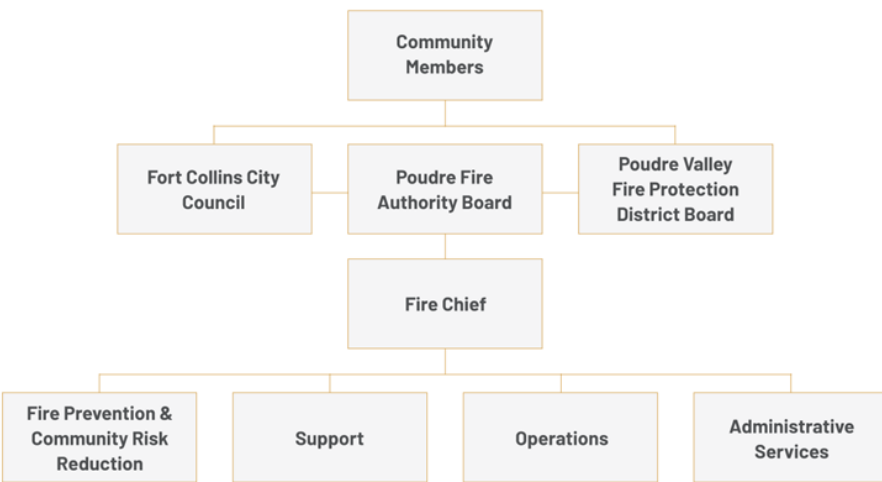 Community
Members
Fort Collins City
Council
Poudre Fire
Authority Board
Poudre Valley
Fire Protection
District Board
Fire Chief
Fire Prevention &
Community Risk
Reduction
Support
Operations
Administrative
Services